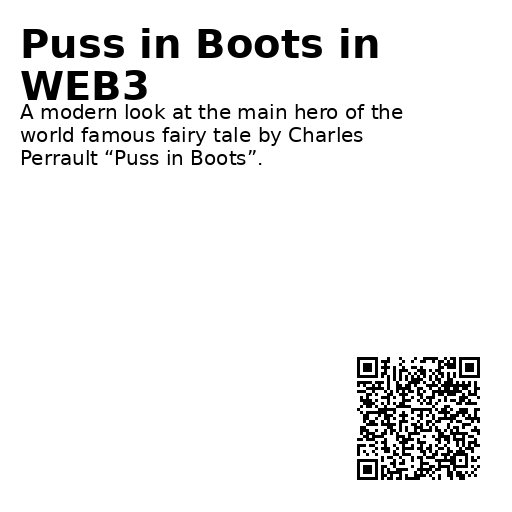 Puss in Boots in
WEB3
A modern look at the main hero of the
world famous fairy tale by Charles
Perrault “Puss in Boots”.